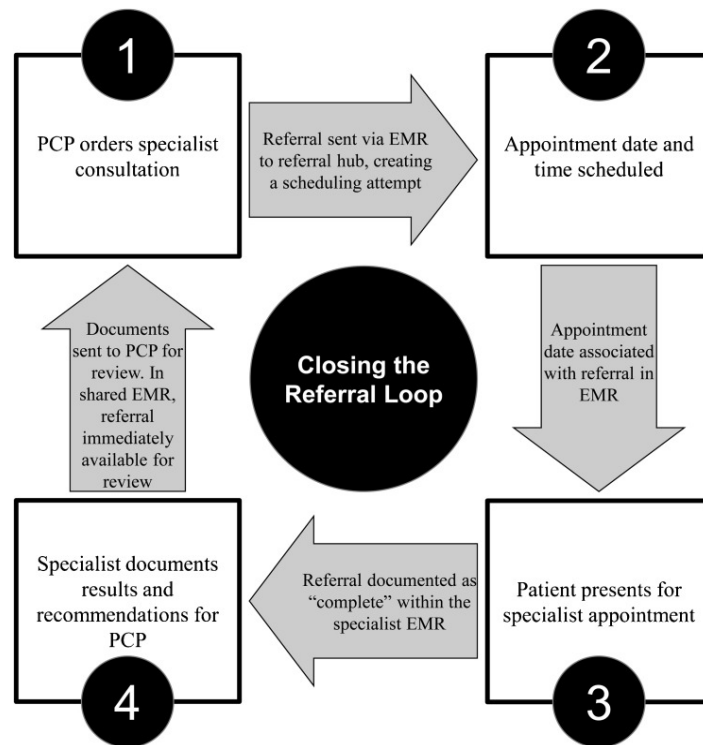 1
PCP orders specialist
consultation
Referral sent via EMR
to referral hub, creating
a scheduling attempt
2
Appointment date and
time scheduled
Appointment
date associated
with referral in
EMR
3
Patient presents for
specialist appointment
Referral documented as
“complete” within the
specialist EMR
4
Specialist documents
results and
recommendations for
PCP
Documents
sent to PCP for
review. In
shared EMR,
referral
immediately
available for
review
Closing the
Referral Loop